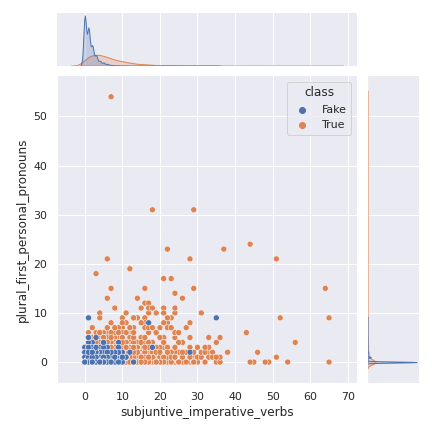 class
Fake
True
50
40
30
20
10
0
plural_first_personal_pronouns
0 10 20 30 40 50 60 70
subjuntive_imperative_verbs